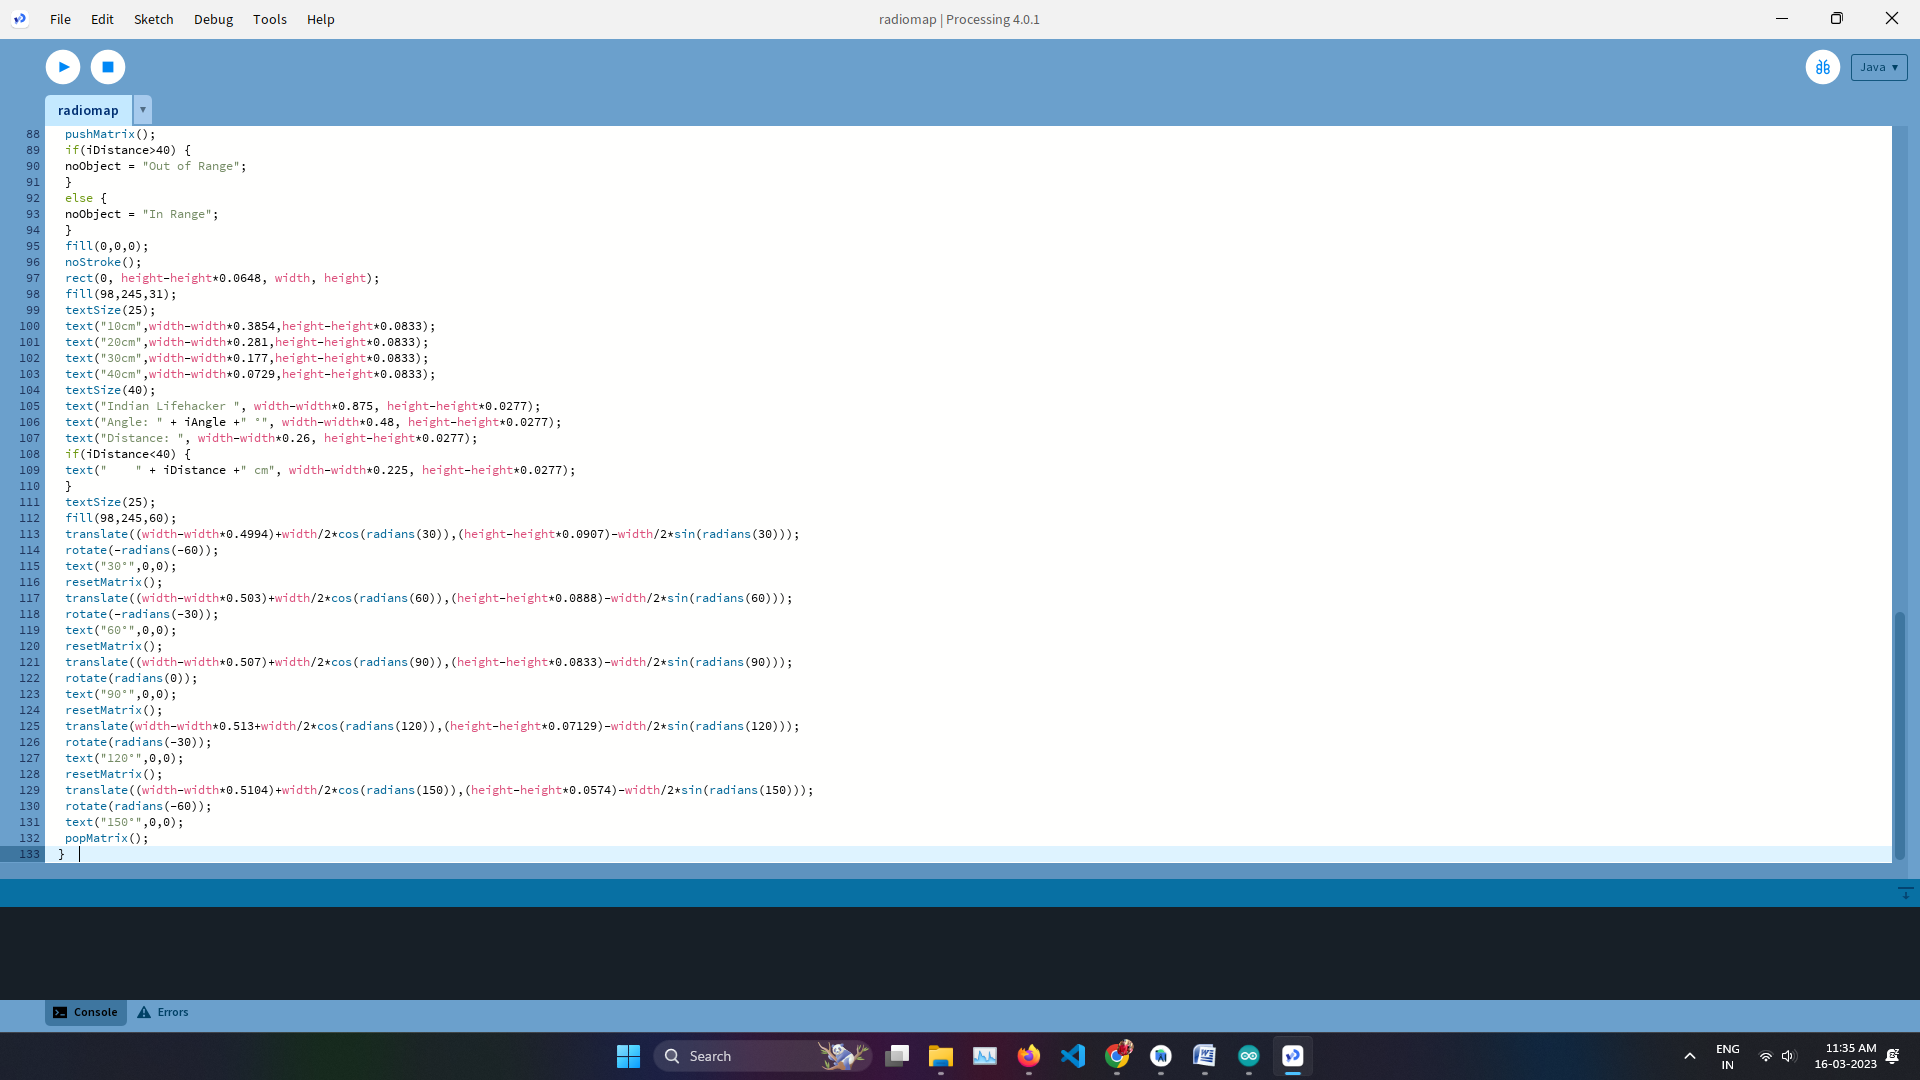 File Edit Sketch Debug Tools Help
radiomap | Processing 4.0.1
Java ▾
radiomap ▾
88 pushMatrix();
89 if(iDistance>40) {
90 noObject = "Out of Range";
91 }
92 else {
93 noObject = "In Range";
94 }
95 fill(0,0,0);
96 noStroke();
97 rect(0, height-height*0.0648, width, height);
98 fill(98,245,31);
99 textSize(25);
100 text("10cm",width-width*0.3854,height-height*0.0833);
101 text("20cm",width-width*0.281,height-height*0.0833);
102 text("30cm",width-width*0.177,height-height*0.0833);
103 text("40cm",width-width*0.0729,height-height*0.0833);
104 textSize(40);
105 text("Indian Lifehacker ", width-width*0.875, height-height*0.0277);
106 text("Angle: " + iAngle +" °", width-width*0.48, height-height*0.0277);
107 text("Distance: ", width-width*0.26, height-height*0.0277);
108 if(iDistance<40) {
109 text("    " + iDistance +" cm", width-width*0.225, height-height*0.0277);
110 }
111 textSize(25);
112 fill(98,245,60);
113 translate((width-width*0.4994)+width/2*cos(radians(30)),(height-height*0.0907)-width/2*sin(radians(30)));
114 rotate(-radians(-60));
115 text("30°",0,0);
116 resetMatrix();
117 translate((width-width*0.503)+width/2*cos(radians(60)),(height-height*0.0888)-width/2*sin(radians(60)));
118 rotate(-radians(-30));
119 text("60°",0,0);
120 resetMatrix();
121 translate((width-width*0.507)+width/2*cos(radians(90)),(height-height*0.0833)-width/2*sin(radians(90)));
122 rotate(radians(0));
123 text("90°",0,0);
124 resetMatrix();
125 translate(width-width*0.513+width/2*cos(radians(120)),(height-height*0.07129)-width/2*sin(radians(120)));
126 rotate(radians(-30));
127 text("120°",0,0);
128 resetMatrix();
129 translate((width-width*0.5104)+width/2*cos(radians(150)),(height-height*0.0574)-width/2*sin(radians(150)));
130 rotate(radians(-60));
131 text("150°",0,0);
132 popMatrix();
133 }
Console Errors
Search
ENG
IN
11:35 AM
16-03-2023